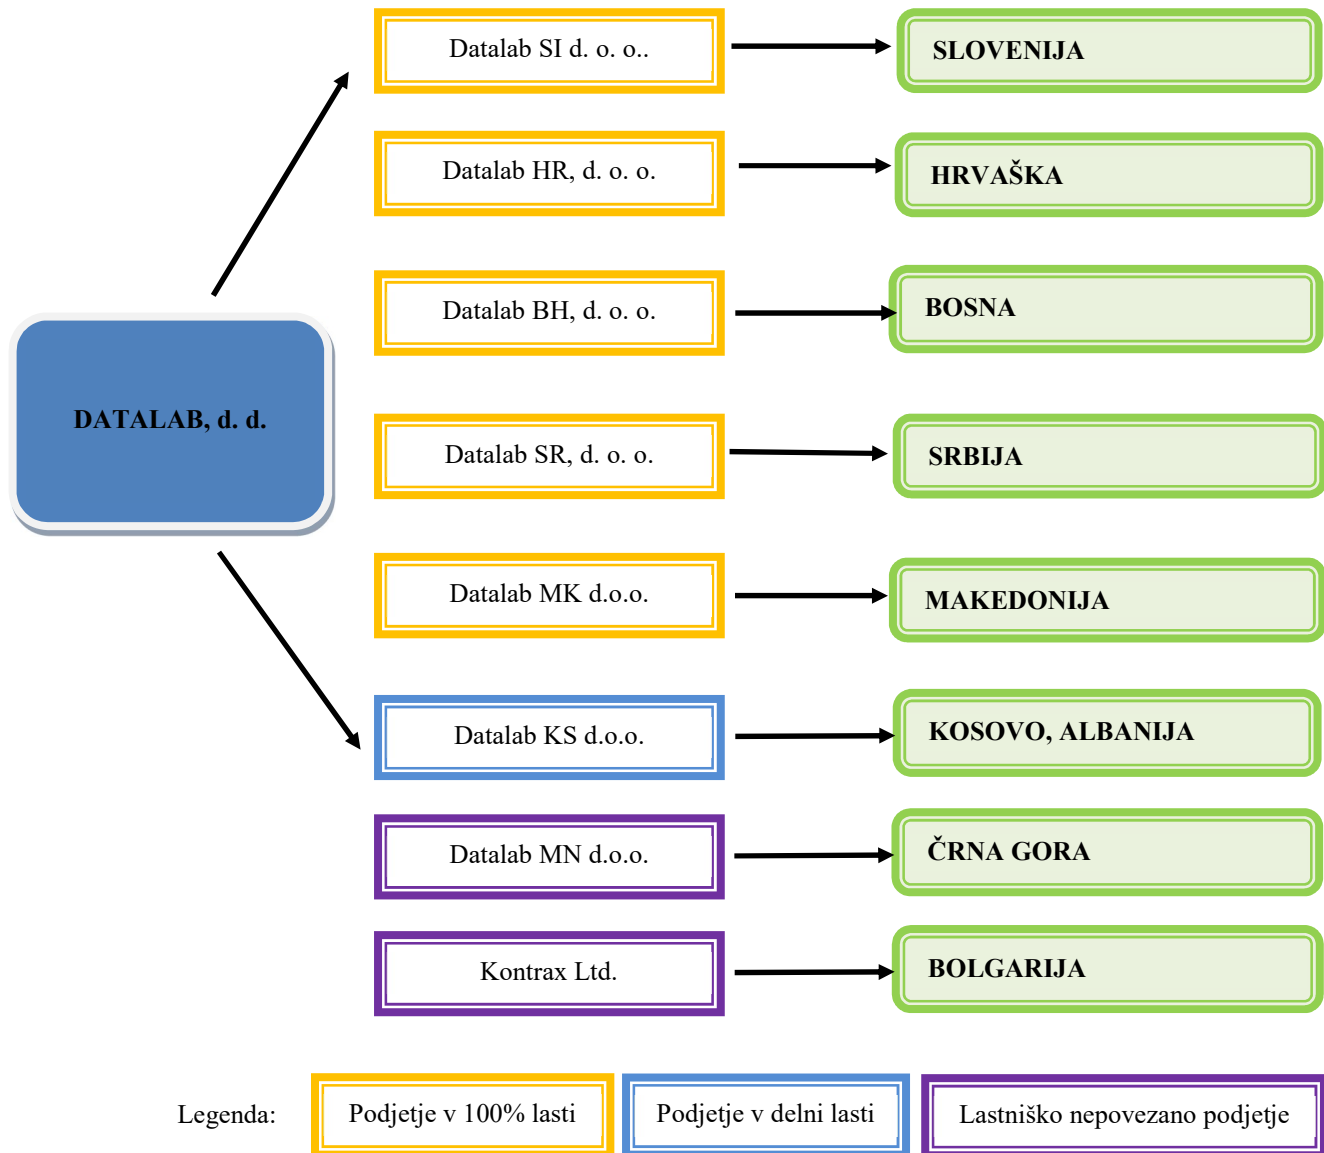 Datalab SI d. o. o..
SLOVENIJA
Datalab HR, d. o. o.
HRVAŠKA
Datalab BH, d. o. o.
BOSNA
DATALAB, d. d.
Datalab SR, d. o. o.
SRBIJA
Datalab MK d.o.o.
MAKEDONIJA
Datalab KS d.o.o.
KOSOVO, ALBANIJA
Datalab MN d.o.o.
ČRNA GORA
Kontrax Ltd.
BOLGARIJA
Legenda:
Podjetje v 100% lasti
Podjetje v delni lasti
Lastniško nepovezano podjetje